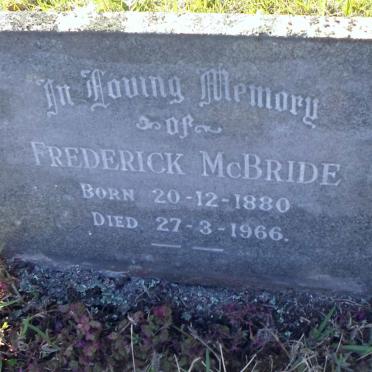 In Loving Memory
of
FREDERICK McBRIDE
BORN 20-12-1880
DIED 27-3-1966.